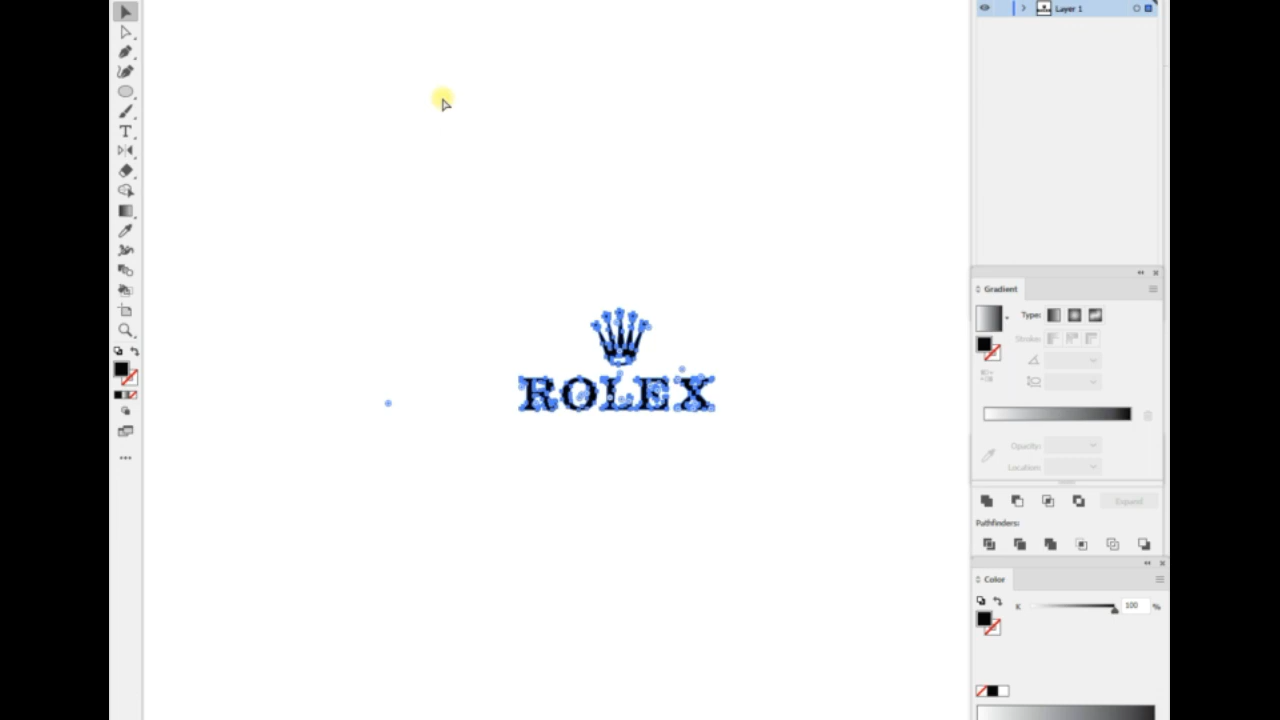 Layer 1
Gradient
Type:
Stroke:
ROLEX
Opacity:
Location:
Expand
Pathfinders:
Color
K 100 %